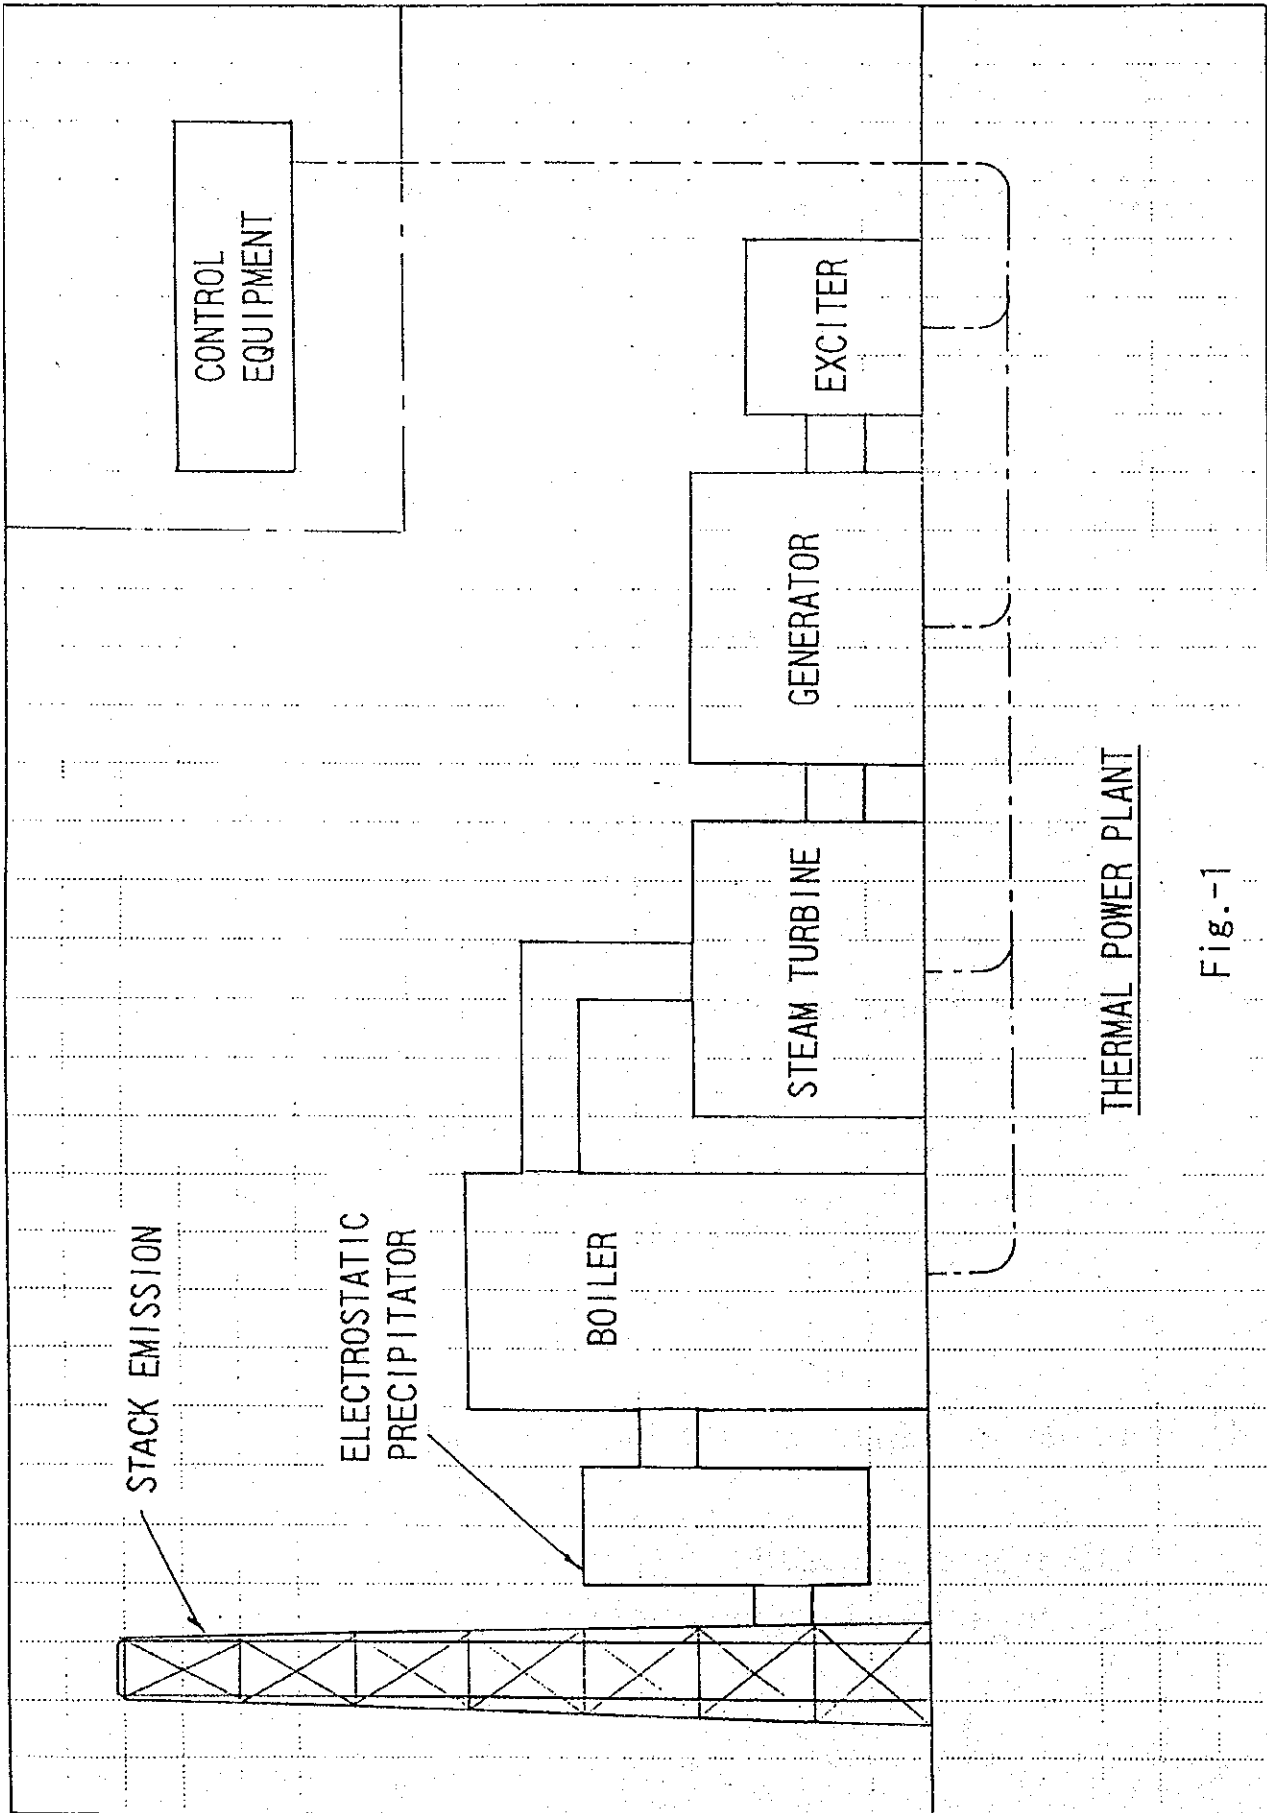 STACK EMISSION
ELECTROSTATIC
PRECIPITATOR
BOILER
STEAM TURBINE
GENERATOR
EXCITER
CONTROL
EQUIPMENT
THERMAL POWER PLANT
Fig.-1